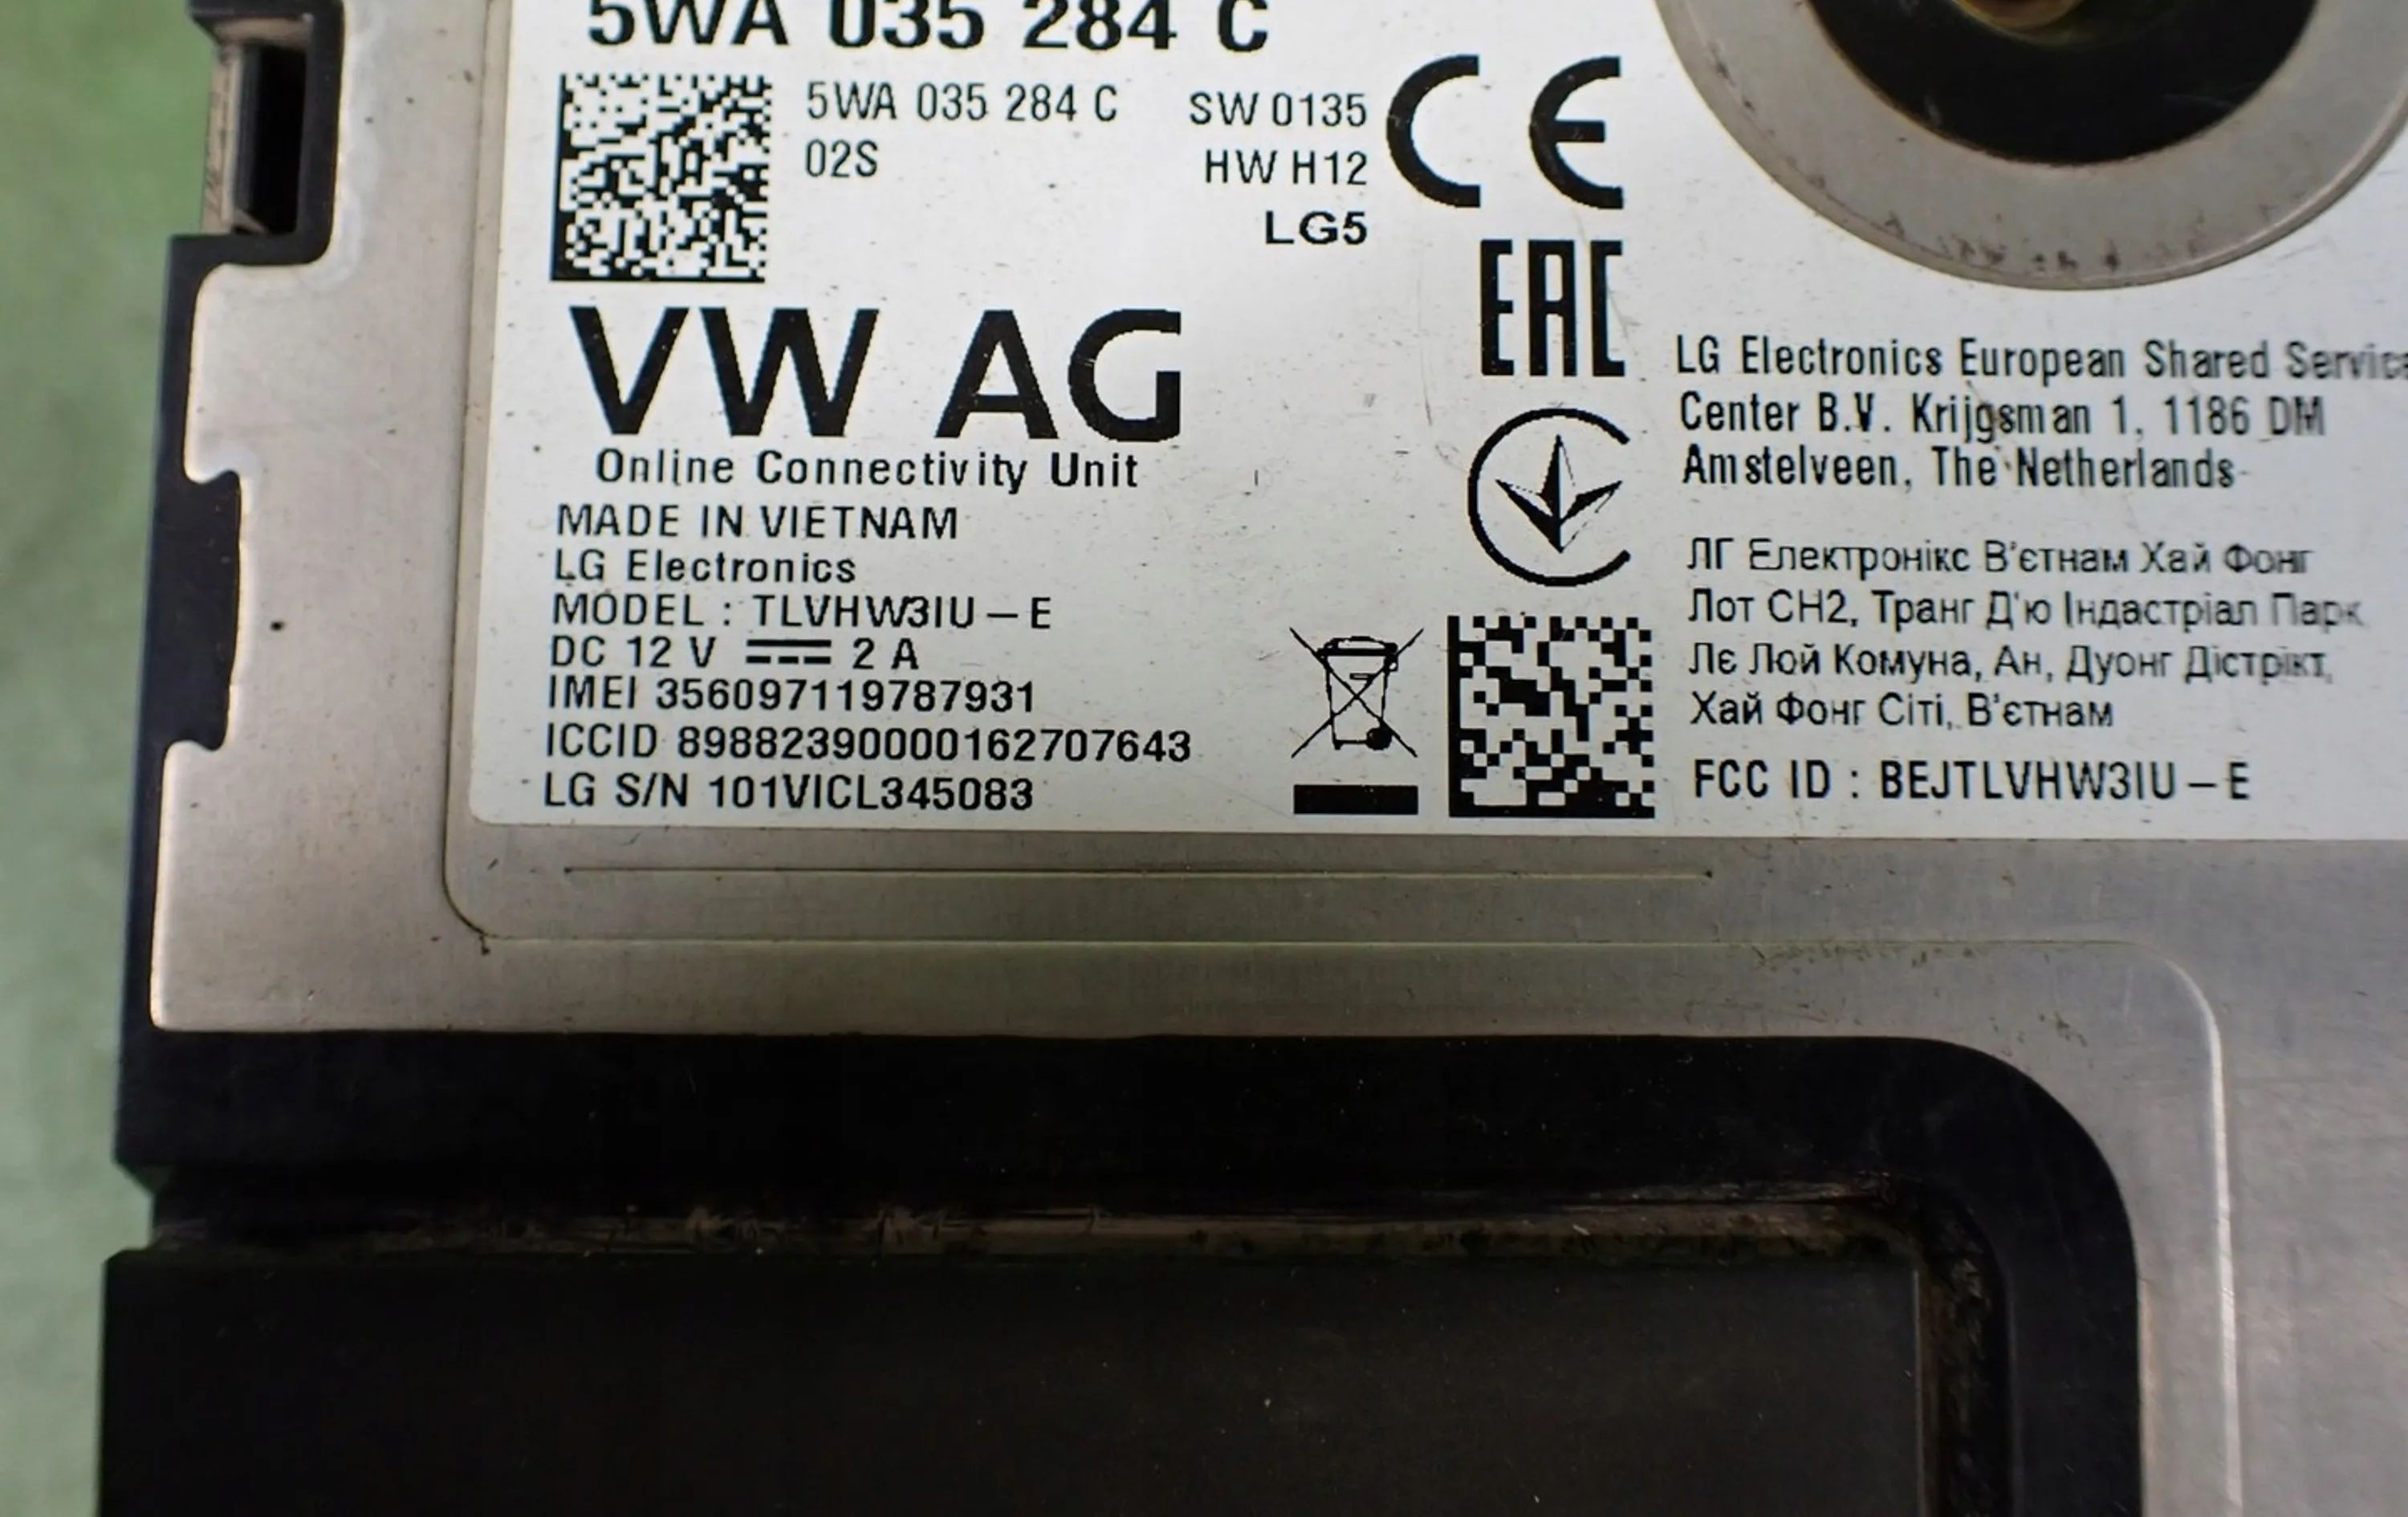 5WA 035 284 C
5WA 035 284 C
02S
SW 0135
HW H12
LG5
CE
EAC
VW AG
Online Connectivity Unit
MADE IN VIETNAM
LG Electronics
MODEL : TLVHW3IU – E
DC 12 V ⎓ 2 A
IMEI 356097119787931
ICCID 89882390000162707643
LG S/N 101VICL345083
LG Electronics European Shared Service
Center B.V. Krijgsman 1, 1186 DM
Amstelveen, The Netherlands
ЛГ Електронікс В'єтнам Хай Фонг
Лот СН2, Транг Д'ю Індастріал Парк
Лє Лой Комуна, Ан, Дуонг Дістрікт,
Хай Фонг Сіті, В'єтнам
FCC ID : BEJTLVHW3IU – E